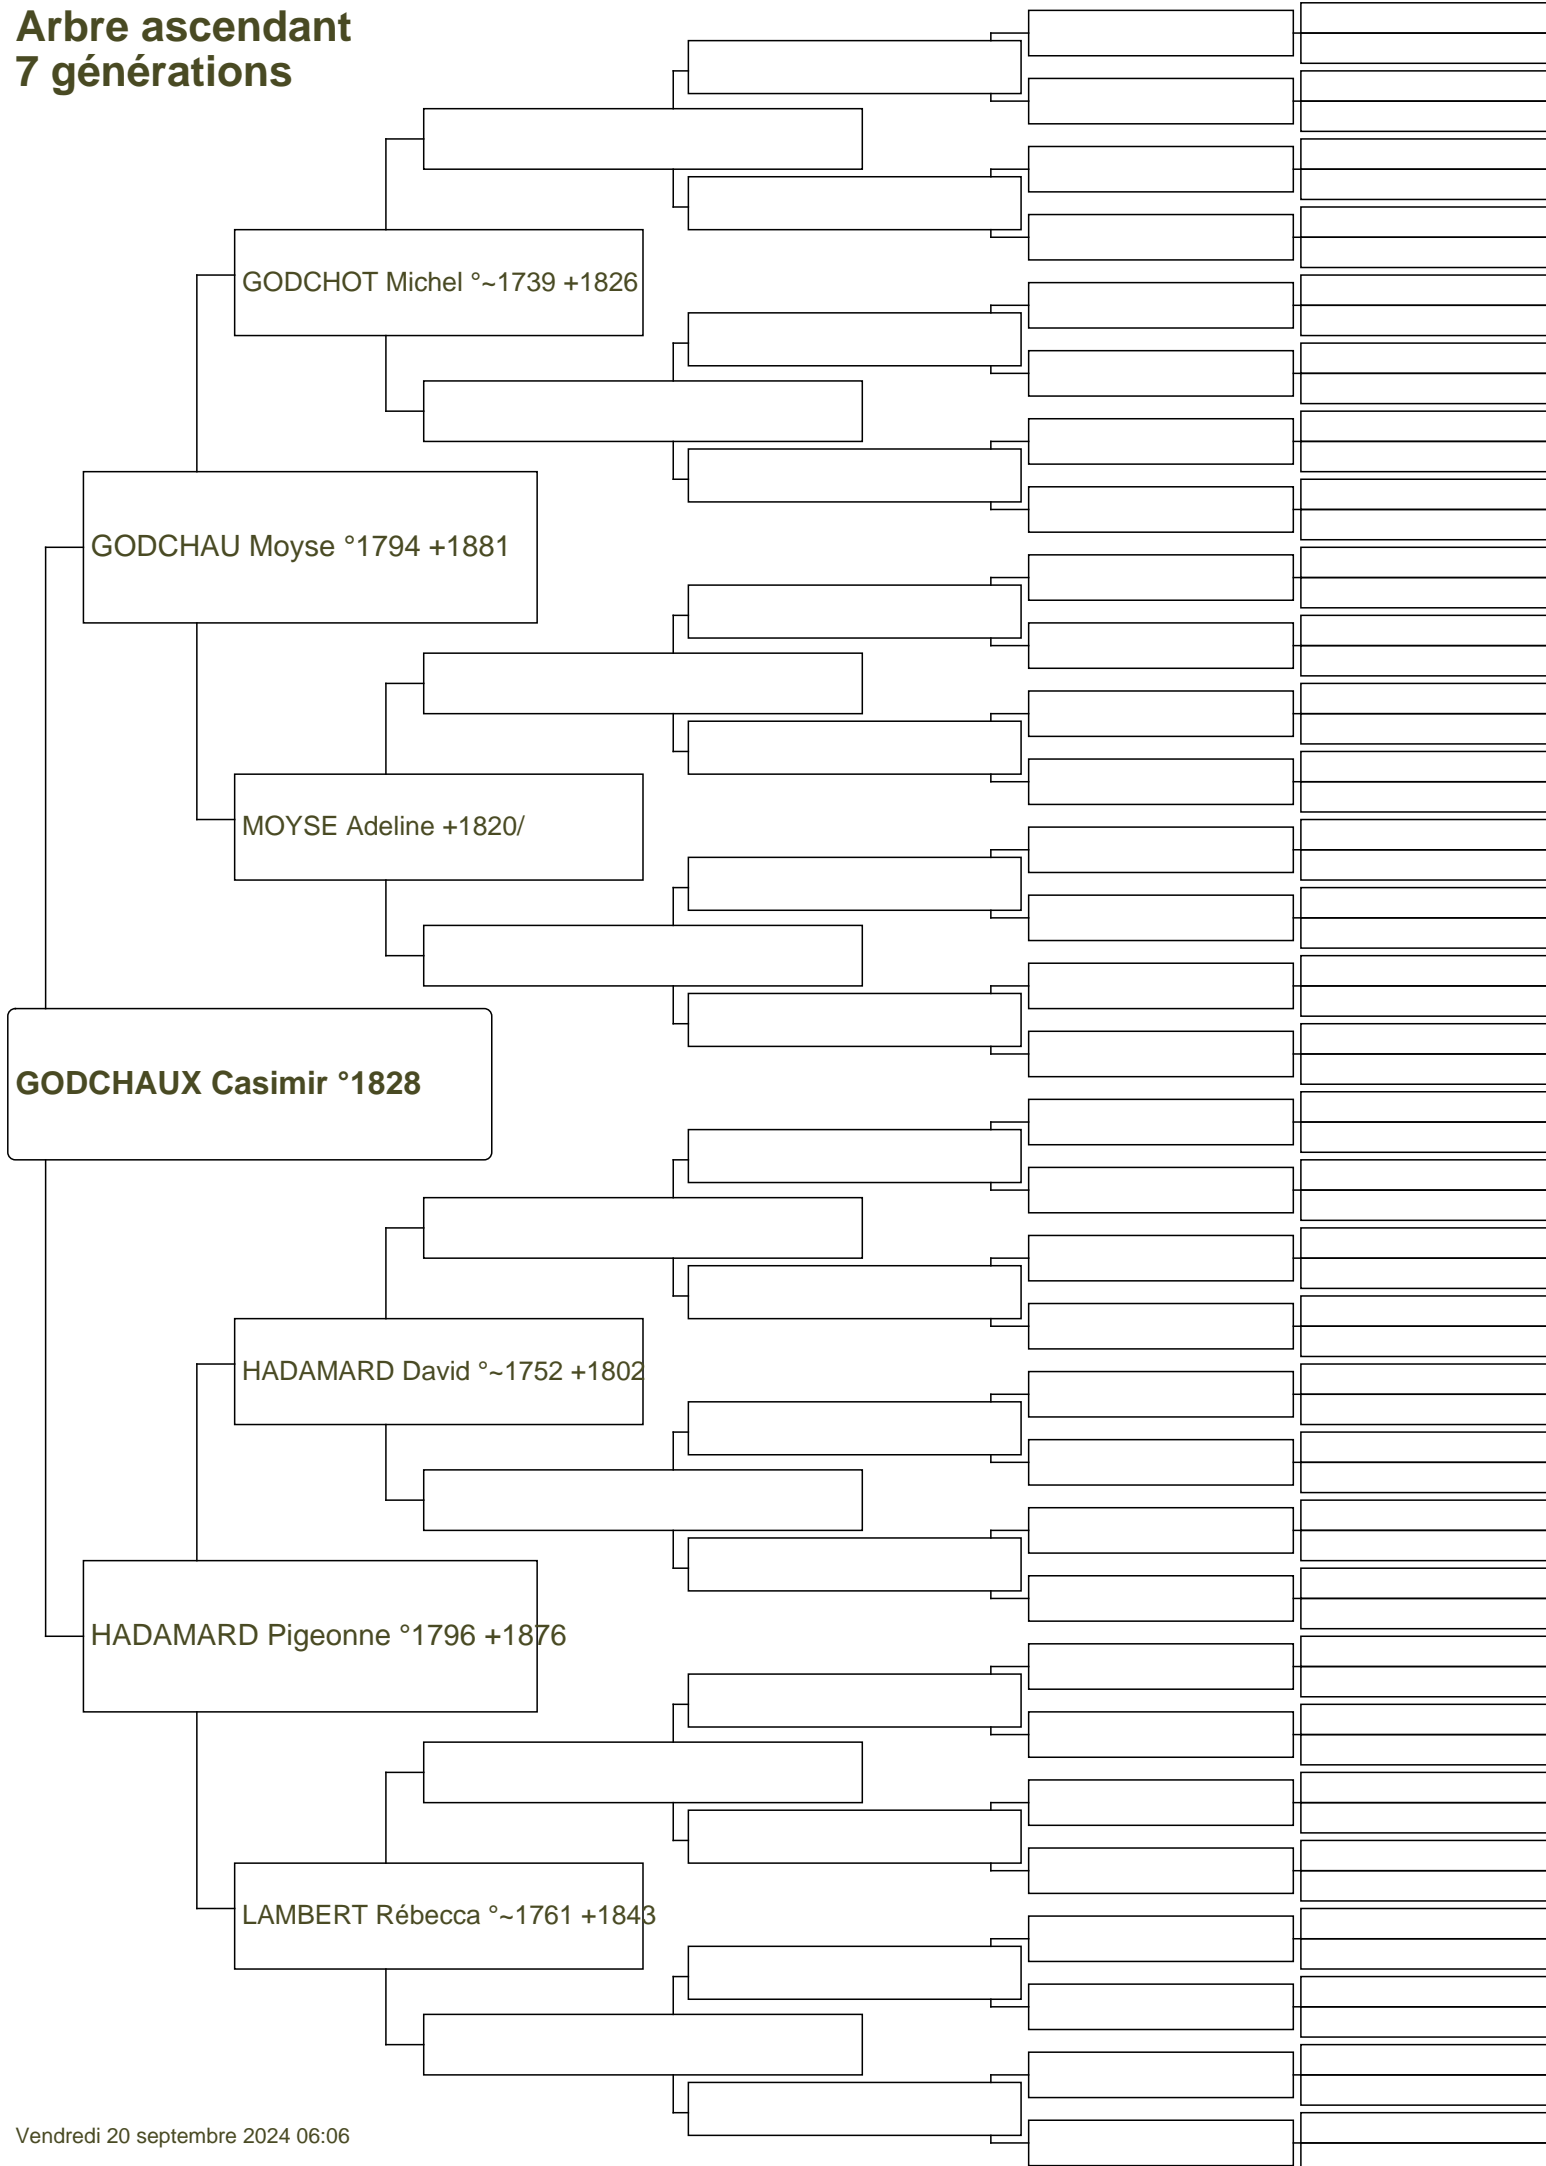 Arbre ascendant
7 générations
GODCHOT Michel °~1739 +1826
GODCHAU Moyse °1794 +1881
MOYSE Adeline +1820/
GODCHAUX Casimir °1828
HADAMARD David °~1752 +1802
HADAMARD Pigeonne °1796 +1876
LAMBERT Rébecca °~1761 +1843
Vendredi 20 septembre 2024 06:06